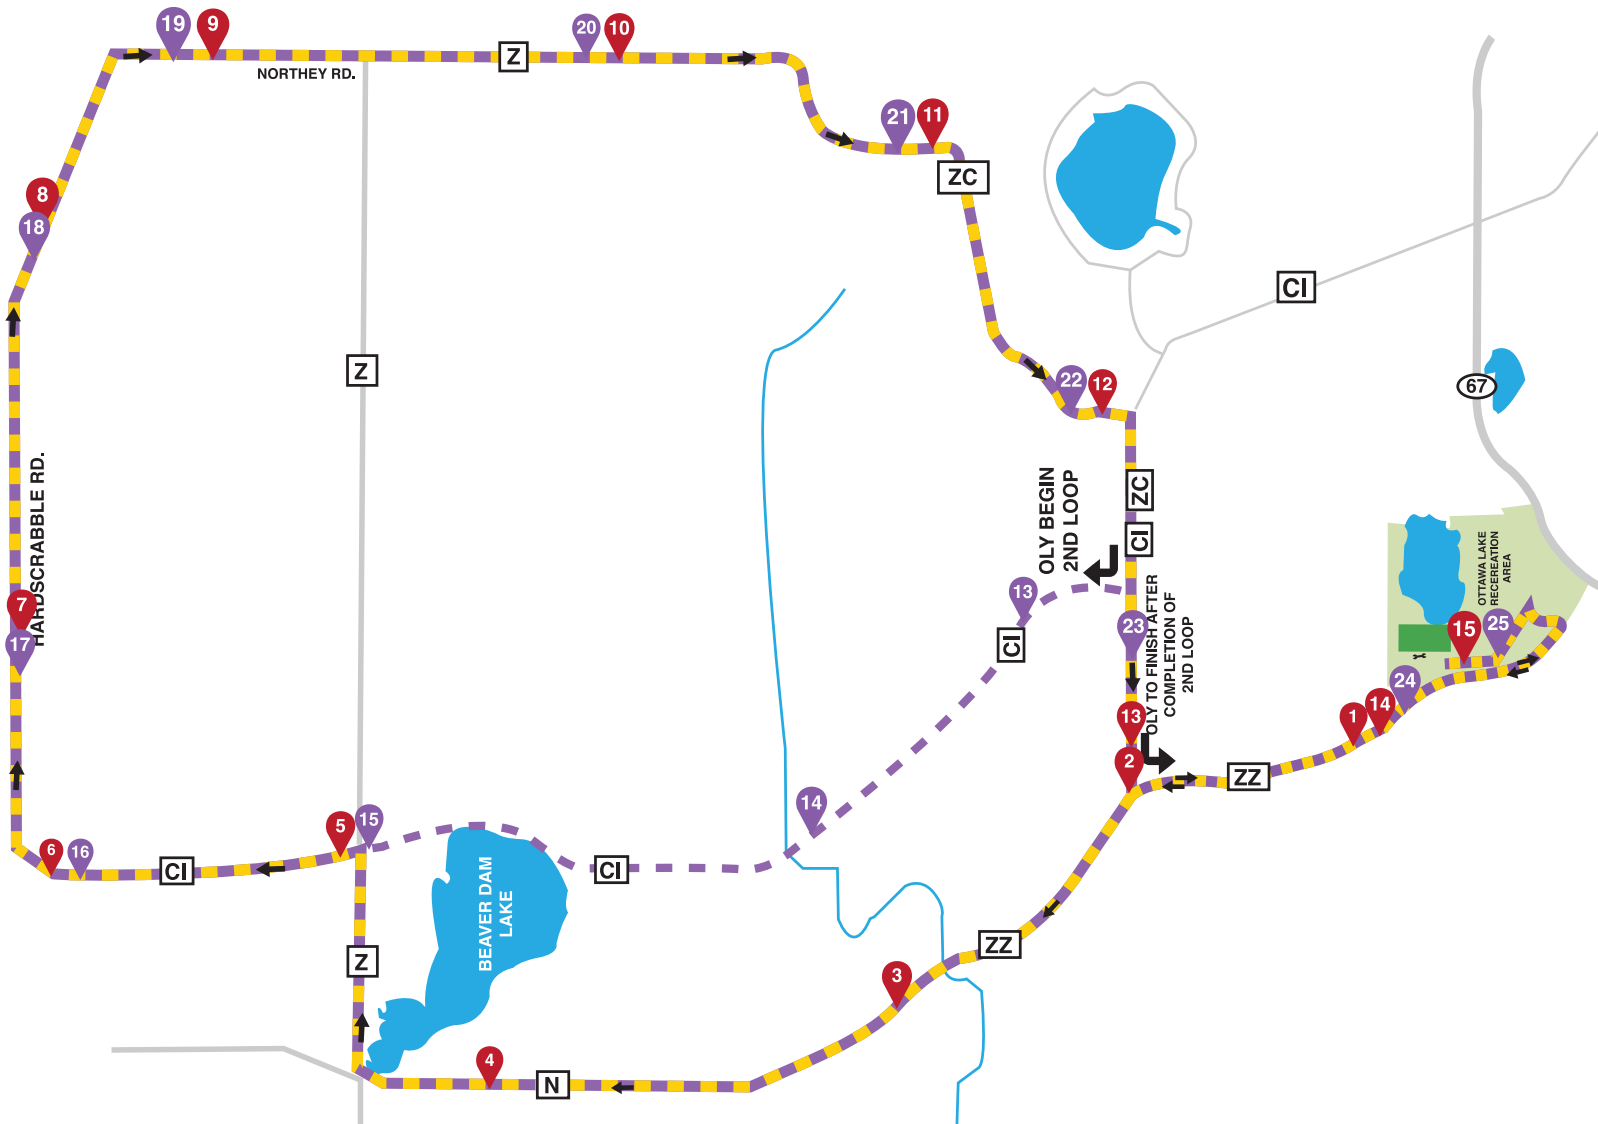 19
9
20
10
Z
NORTHEY RD.
21
11
ZC
8
18
CI
Z
67
22
12
HARDSCRABBLE RD.
ZC
CI
OLY BEGIN
2ND LOOP
OTTAWA LAKE
RECEREATION
AREA
13
7
17
23
CI
15
25
OLY TO FINISH AFTER
COMPLETION OF
2ND LOOP
24
13
1
14
2
ZZ
14
5
15
6
16
CI
CI
BEAVER DAM
LAKE
Z
ZZ
3
4
N